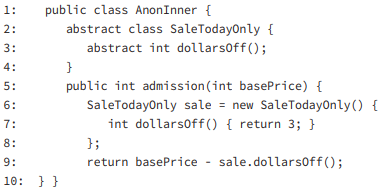 1: public class AnonInner {
2: abstract class SaleTodayOnly {
3: abstract int dollarsOff();
4: }
5: public int admission(int basePrice) {
6: SaleTodayOnly sale = new SaleTodayOnly() {
7: int dollarsOff() { return 3; }
8: };
9: return basePrice - sale.dollarsOff();
10: } }